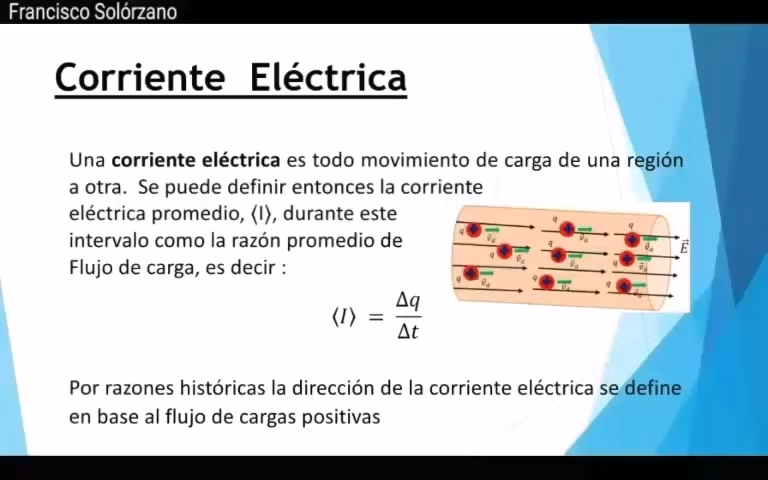 Francisco Solórzano
Corriente Eléctrica
Una corriente eléctrica es todo movimiento de carga de una región
a otra. Se puede definir entonces la corriente
eléctrica promedio, ⟨I⟩, durante este
intervalo como la razón promedio de
Flujo de carga, es decir :
⟨I⟩ = Δq/Δt
q q q
v⃗d v⃗d v⃗d
E⃗
q q q
v⃗d v⃗d v⃗d
q q q
v⃗d v⃗d v⃗d
Por razones históricas la dirección de la corriente eléctrica se define
en base al flujo de cargas positivas